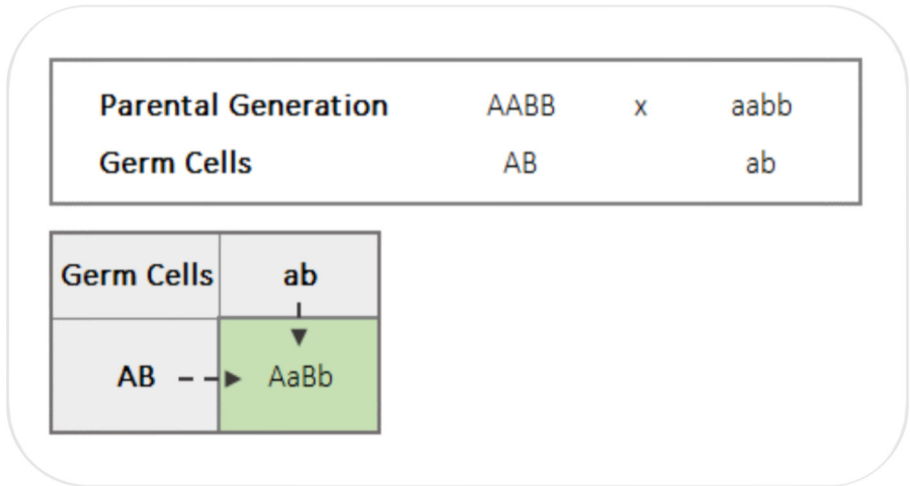 Parental Generation AABB x aabb
Germ Cells AB ab
Germ Cells ab
AB AaBb